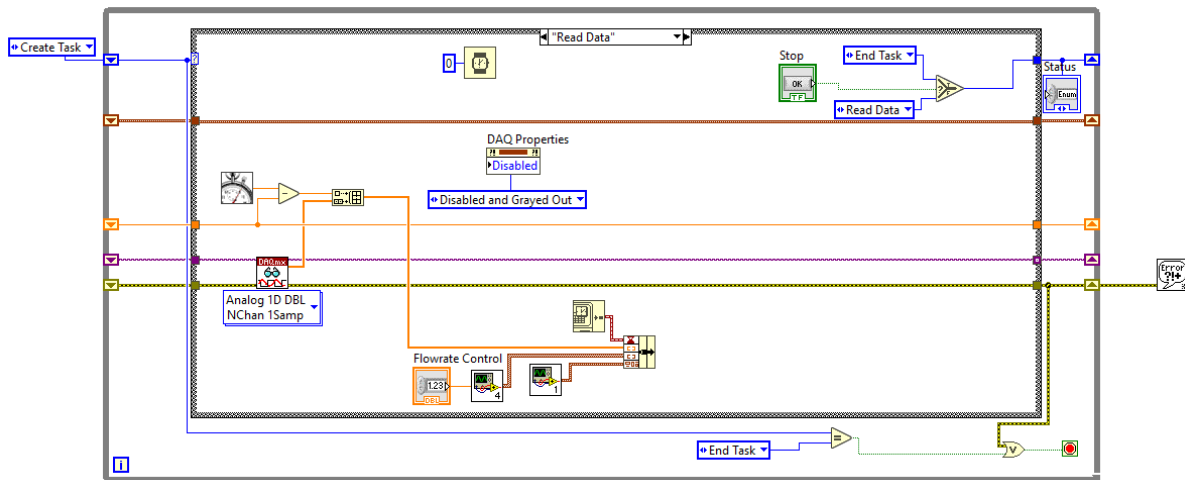 "Read Data"
Create Task
?
0
Stop
OK
TF
End Task
?
T
F
Read Data
Status
Enum
DAQ Properties
?! ?!
Disabled
Disabled and Grayed Out
DAQmx
Analog 1D DBL
NChan 1Samp
Error
?!+
Flowrate Control
1.23
DBL
4
1
End Task
=
V
i